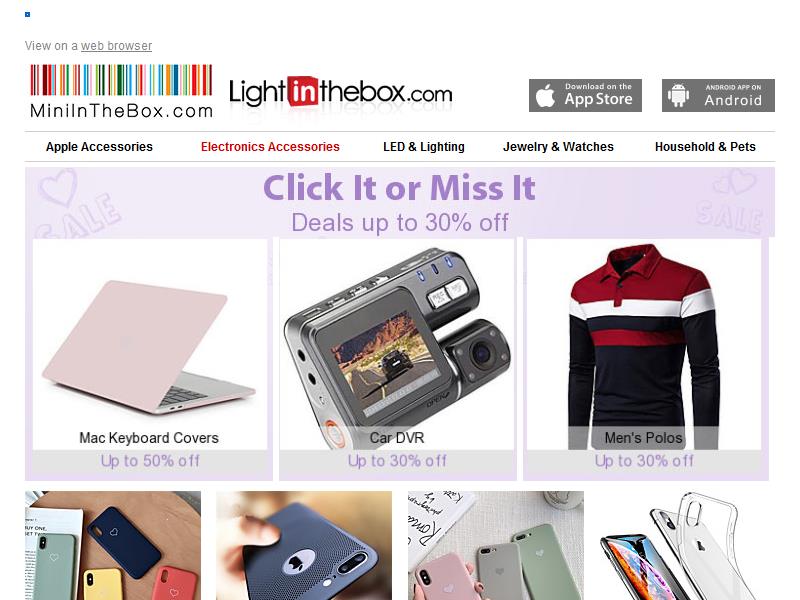 View on a web browser
MiniInTheBox.com
Lightinthebox.com
Download on the
App Store
ANDROID APP ON
Android
Apple Accessories
Electronics Accessories
LED & Lighting
Jewelry & Watches
Household & Pets
SALE
Click It or Miss It
SALE
Deals up to 30% off
Mac Keyboard Covers
Car DVR
Men's Polos
Up to 50% off
Up to 30% off
Up to 30% off